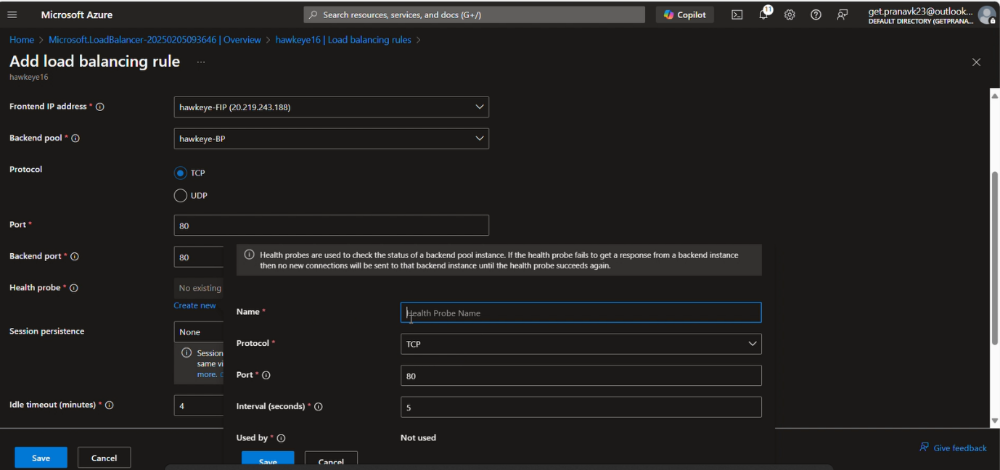 Microsoft Azure
Search resources, services, and docs (G+/)
Copilot
11
get.pranavk23@outlook...
DEFAULT DIRECTORY (GETPRANA...
Home > Microsoft.LoadBalancer-20250205093646 | Overview > hawkeye16 | Load balancing rules >
Add load balancing rule ...
hawkeye16
Frontend IP address * hawkeye-FIP (20.219.243.188)
Backend pool * hawkeye-BP
Protocol
TCP
UDP
Port * 80
Backend port * 80
Health probe * No existing
Create new
Session persistence None
Session
same vi
more.
Idle timeout (minutes) * 4
Health probes are used to check the status of a backend pool instance. If the health probe fails to get a response from a backend instance
then no new connections will be sent to that backend instance until the health probe succeeds again.
Name * Health Probe Name
Protocol * TCP
Port * 80
Interval (seconds) * 5
Used by * Not used
Save Cancel
Save Cancel
Give feedback